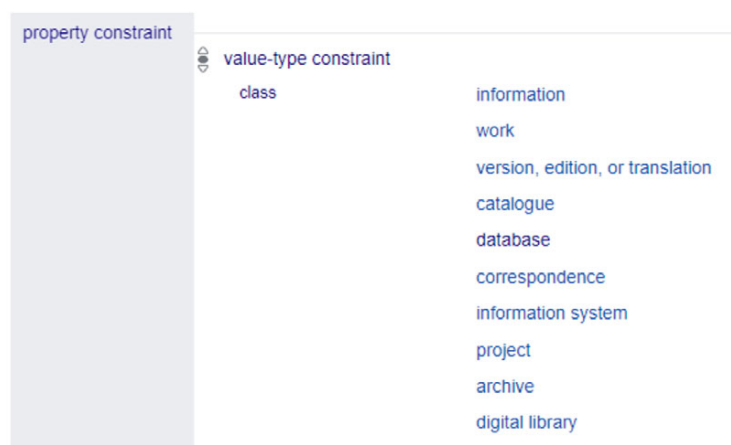 property constraint
value-type constraint
class
information
work
version, edition, or translation
catalogue
database
correspondence
information system
project
archive
digital library